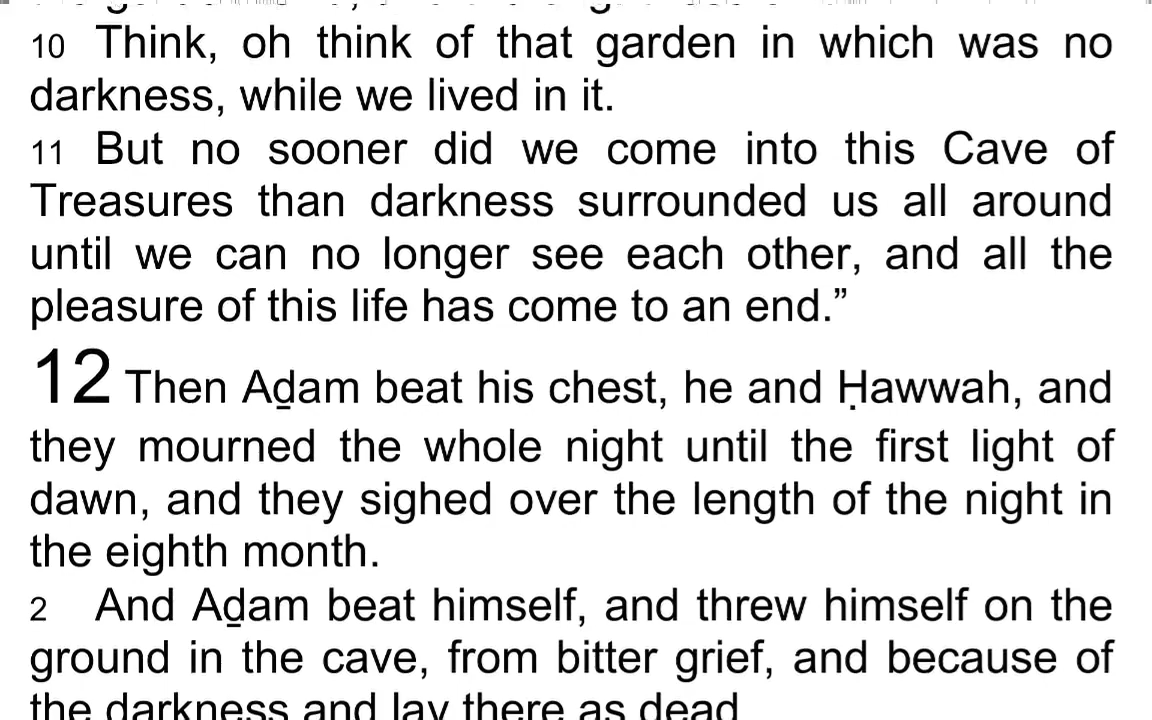 10 Think, oh think of that garden in which was no
darkness, while we lived in it.
11 But no sooner did we come into this Cave of
Treasures than darkness surrounded us all around
until we can no longer see each other, and all the
pleasure of this life has come to an end.”
12 Then Aḏam beat his chest, he and Ḥawwah, and
they mourned the whole night until the first light of
dawn, and they sighed over the length of the night in
the eighth month.
2 And Aḏam beat himself, and threw himself on the
ground in the cave, from bitter grief, and because of
the darkness and lay there as dead